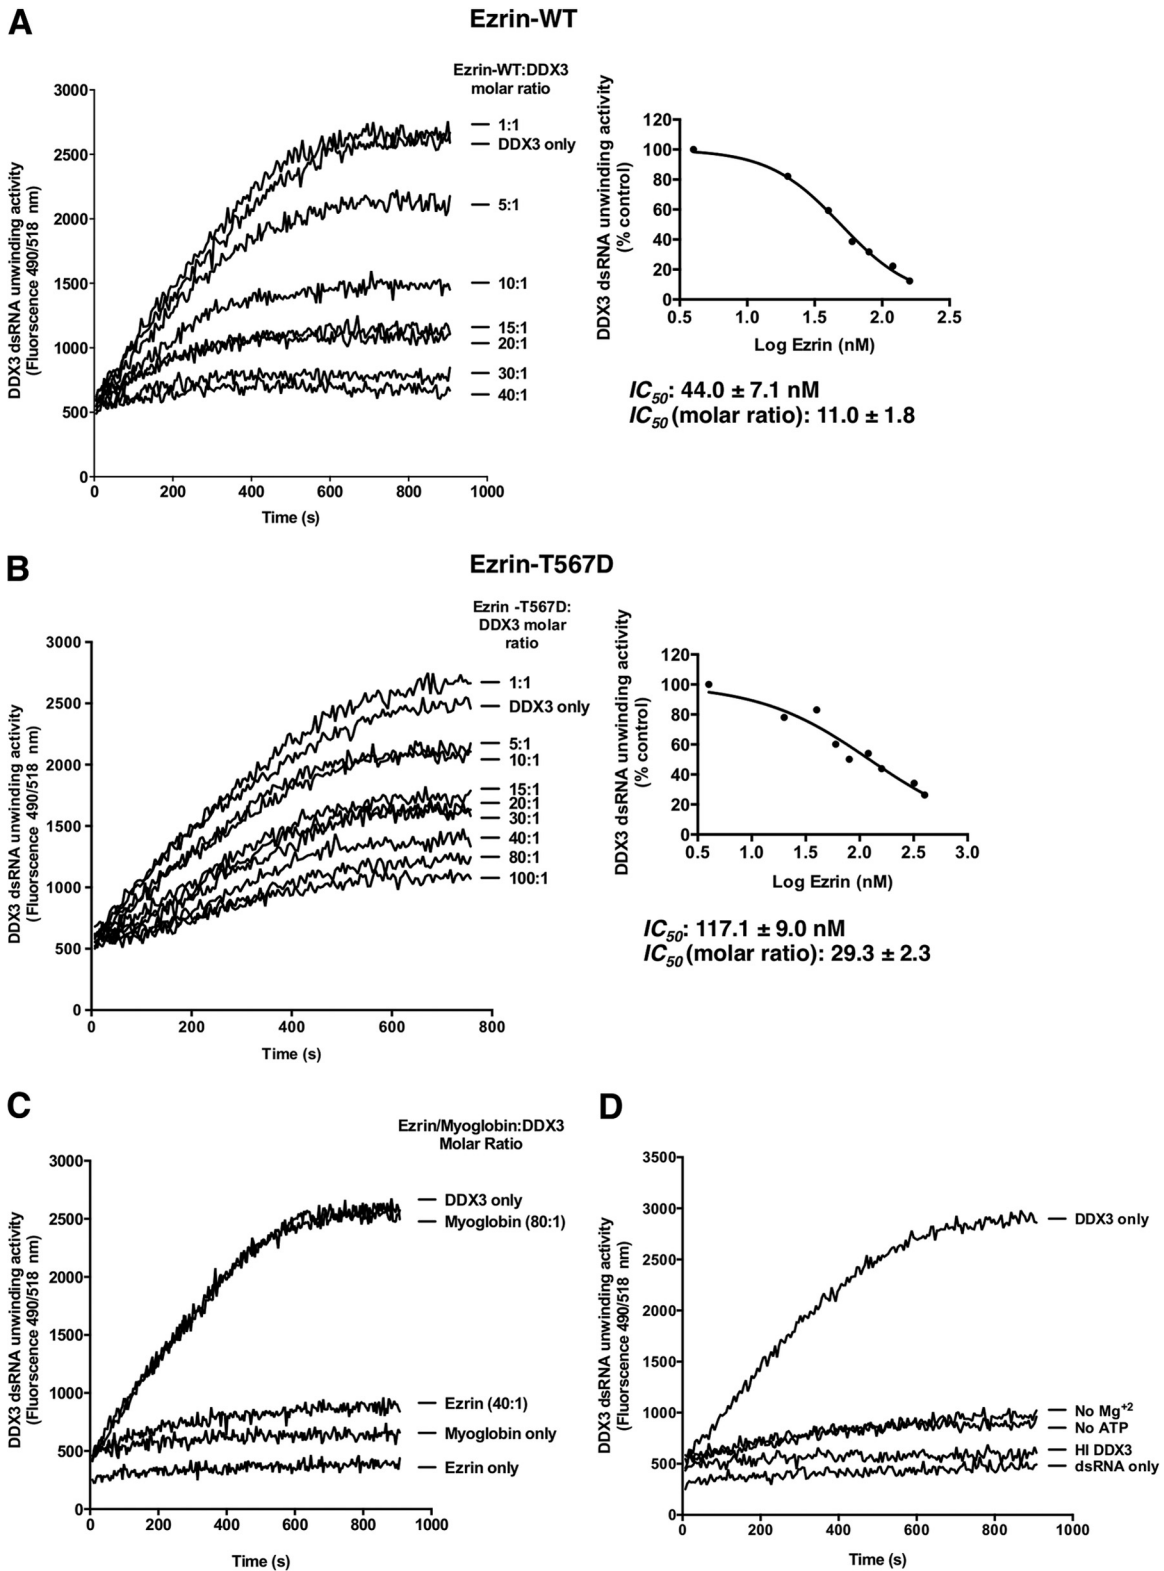 A
Ezrin-WT
Ezrin-WT:DDX3
molar ratio
DDX3 dsRNA unwinding activity
(Fluorescence 490/518 nm)
3000
2500
2000
1500
1000
500
0
0 200 400 600 800 1000
Time (s)
1:1
DDX3 only
5:1
10:1
15:1
20:1
30:1
40:1
DDX3 dsRNA unwinding activity
(% control)
120
100
80
60
40
20
0
0.5 1.0 1.5 2.0 2.5
Log Ezrin (nM)
IC50: 44.0 ± 7.1 nM
IC50 (molar ratio): 11.0 ± 1.8
B
Ezrin-T567D
Ezrin -T567D:
DDX3 molar
ratio
DDX3 dsRNA unwinding activity
(Fluorescence 490/518 nm)
3000
2500
2000
1500
1000
500
0
0 200 400 600 800
Time (s)
1:1
DDX3 only
5:1
10:1
15:1
20:1
30:1
40:1
80:1
100:1
DDX3 dsRNA unwinding activity
(% control)
120
100
80
60
40
20
0
0.5 1.0 1.5 2.0 2.5 3.0
Log Ezrin (nM)
IC50: 117.1 ± 9.0 nM
IC50 (molar ratio): 29.3 ± 2.3
C
Ezrin/Myoglobin:DDX3
Molar Ratio
DDX3 dsRNA unwinding activity
(Fluorescence 490/518 nm)
3000
2500
2000
1500
1000
500
0
0 200 400 600 800 1000
Time (s)
DDX3 only
Myoglobin (80:1)
Ezrin (40:1)
Myoglobin only
Ezrin only
D
DDX3 dsRNA unwinding activity
(Fluorescence 490/518 nm)
3500
3000
2500
2000
1500
1000
500
0
0 200 400 600 800 1000
Time (s)
DDX3 only
No Mg+2
No ATP
HI DDX3
dsRNA only